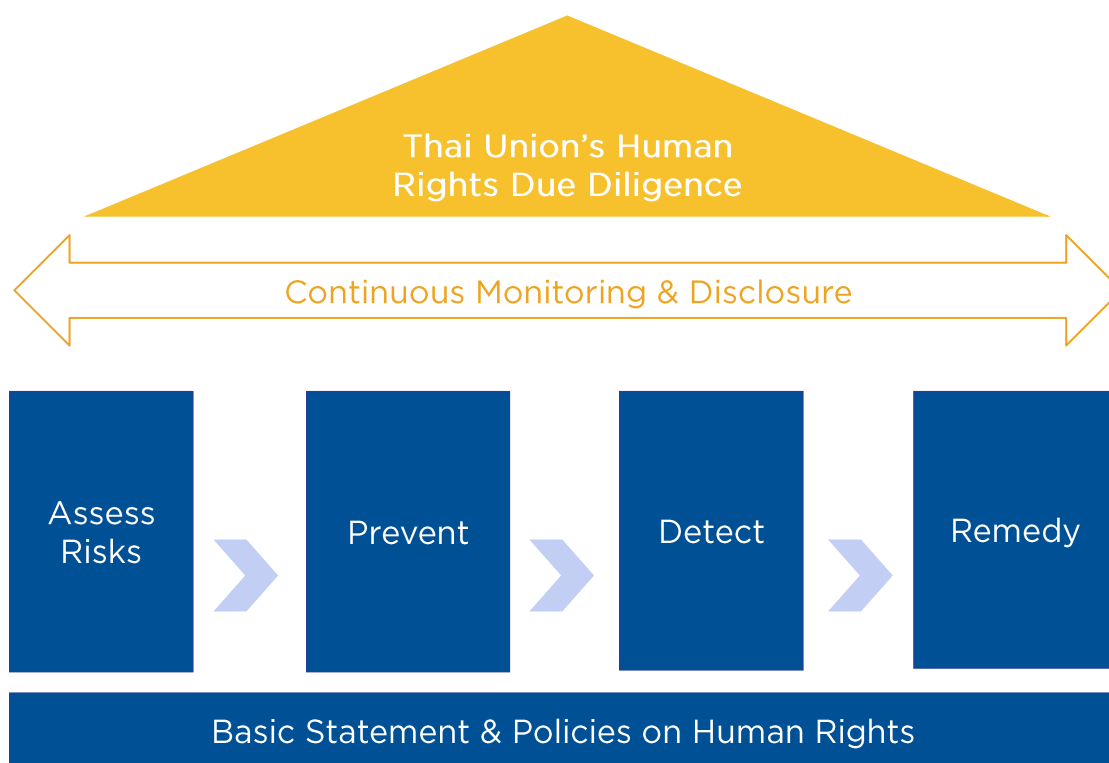 Thai Union’s Human
Rights Due Diligence
Continuous Monitoring & Disclosure
Assess
Risks
Prevent
Detect
Remedy
Basic Statement & Policies on Human Rights